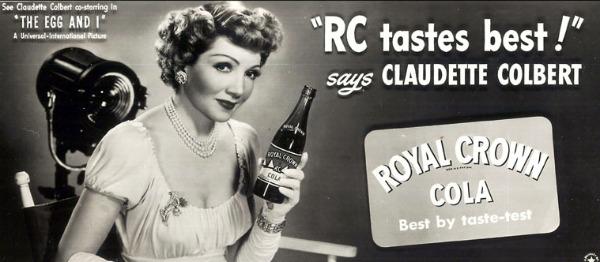 See Claudette Colbert co-starring in
"THE EGG AND I"
A Universal-International Picture
"RC tastes best!"
says CLAUDETTE COLBERT
ROYAL CROWN
COLA
ROYAL CROWN
COLA
Best by taste-test